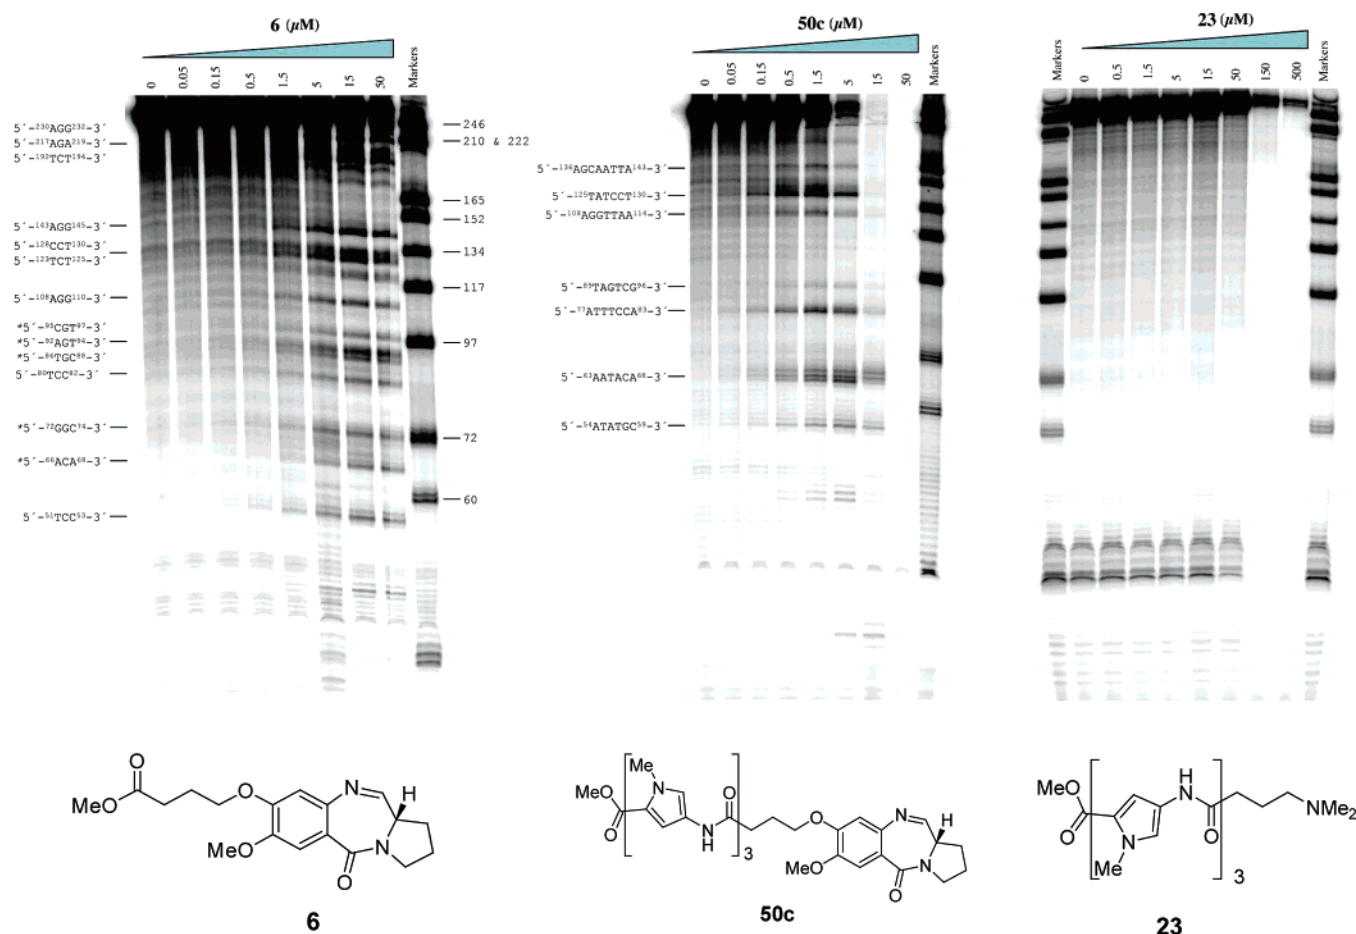 6 (µM)
0 0.05 0.15 0.5 1.5 5 15 50 Markers
5´-²³⁰AGG²³²-3´
5´-²¹⁷AGA²¹⁹-3´
5´-¹⁹²TCT¹⁹⁴-3´
5´-¹⁴³AGG¹⁴⁵-3´
5´-¹²⁸CCT¹³⁰-3´
5´-¹²³TCT¹²⁵-3´
5´-¹⁰⁸AGG¹¹⁰-3´
*5´-⁹⁵CGT⁹⁷-3´
*5´-⁹²AGT⁹⁴-3´
*5´-⁸⁶TGC⁸⁸-3´
5´-⁸⁰TCC⁸²-3´
*5´-⁷²GGC⁷⁴-3´
*5´-⁶⁶ACA⁶⁸-3´
5´-⁵¹TCC⁵³-3´
246
210 & 222
165
152
134
117
97
72
60
50c (µM)
0 0.05 0.15 0.5 1.5 5 15 50 Markers
5´-¹³⁶AGCAATTA¹⁴³-3´
5´-¹²⁵TATCCT¹³⁰-3´
5´-¹⁰⁸AGGTTAA¹¹⁴-3´
5´-⁸⁹TAGTCG⁹⁴-3´
5´-⁷⁷ATTTCCA⁸³-3´
5´-⁶³AATACA⁶⁸-3´
5´-⁵⁴ATATGC⁵⁹-3´
23 (µM)
Markers 0 0.5 1.5 5 15 50 150 500 Markers
O
MeO
O
N
H
MeO
N
O
6
Me
N
MeO
O
O
N
H
3
O
N
H
MeO
N
O
50c
MeO
O
N
Me
H
N
O
3
NMe₂
23